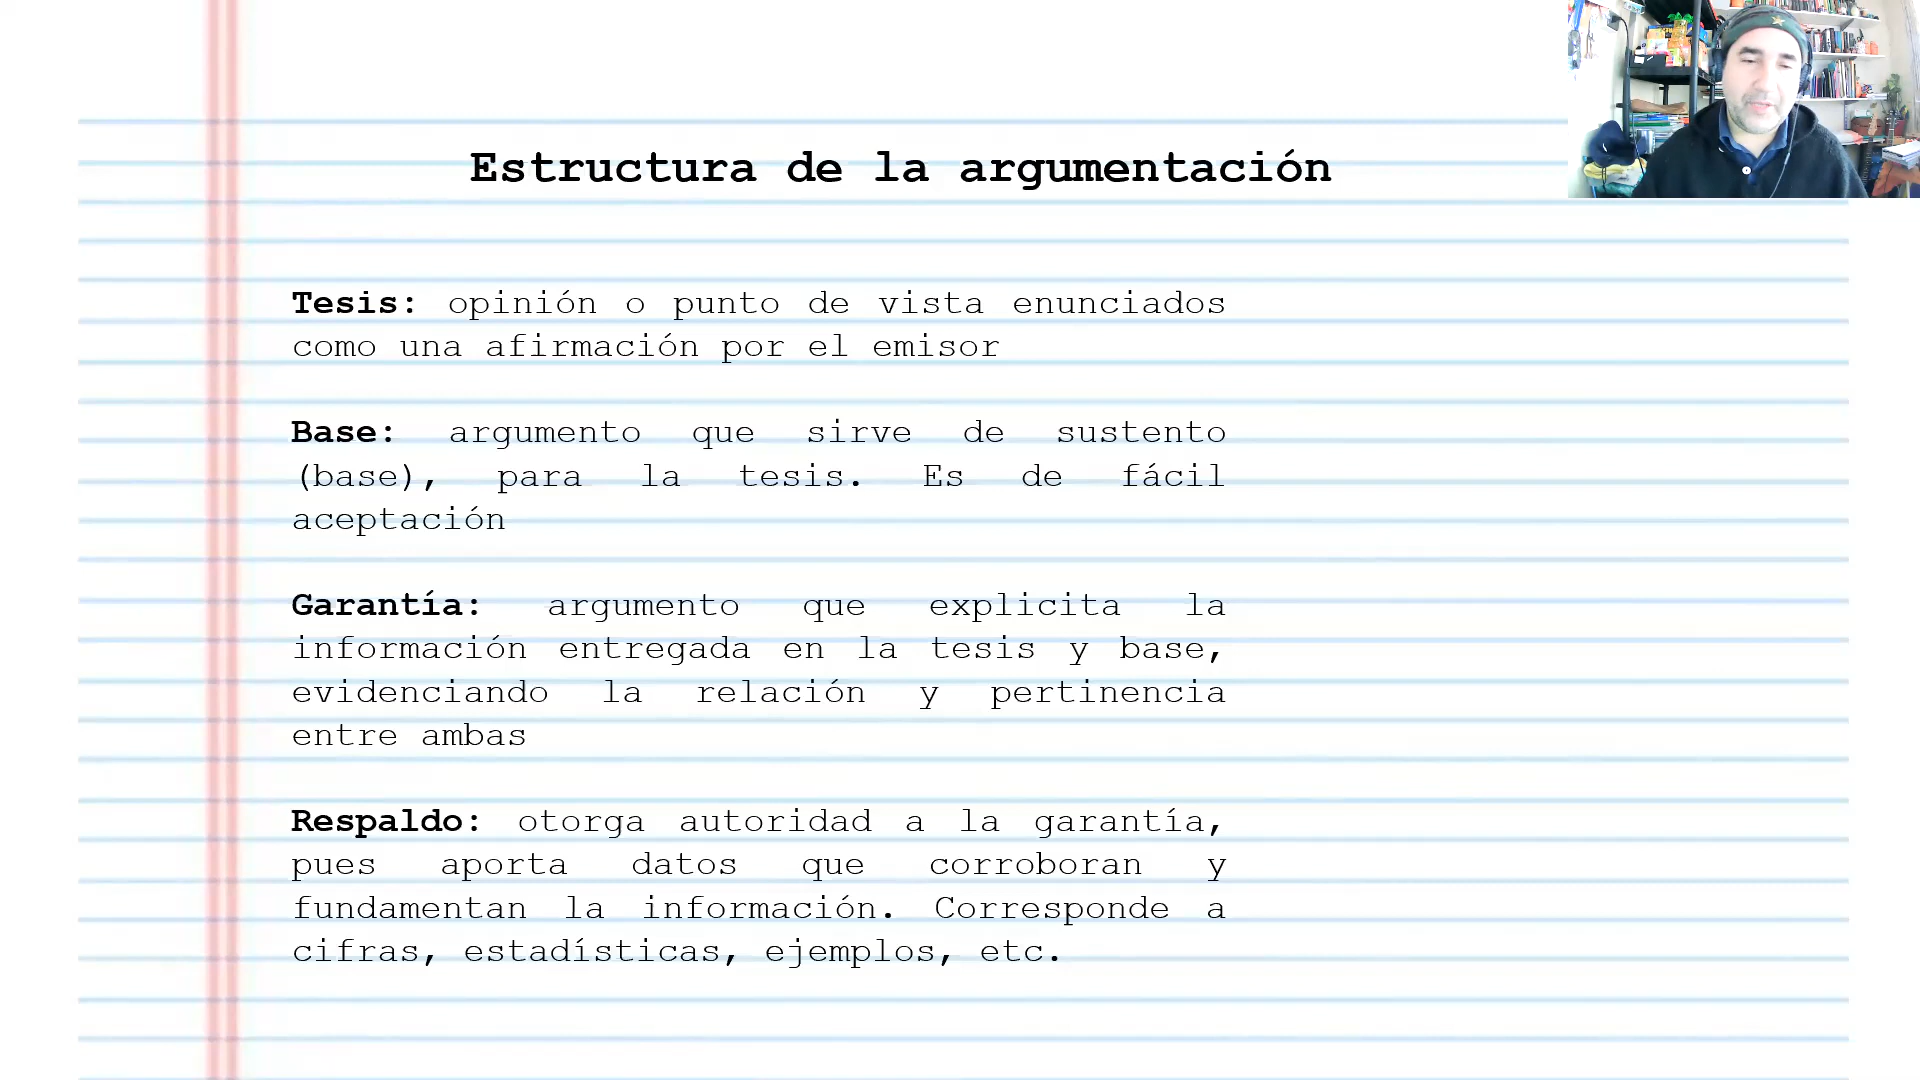 Estructura de la argumentación
Tesis: opinión o punto de vista enunciados
como una afirmación por el emisor
Base: argumento que sirve de sustento
(base), para la tesis. Es de fácil
aceptación
Garantía: argumento que explicita la
información entregada en la tesis y base,
evidenciando la relación y pertinencia
entre ambas
Respaldo: otorga autoridad a la garantía,
pues aporta datos que corroboran y
fundamentan la información. Corresponde a
cifras, estadísticas, ejemplos, etc.